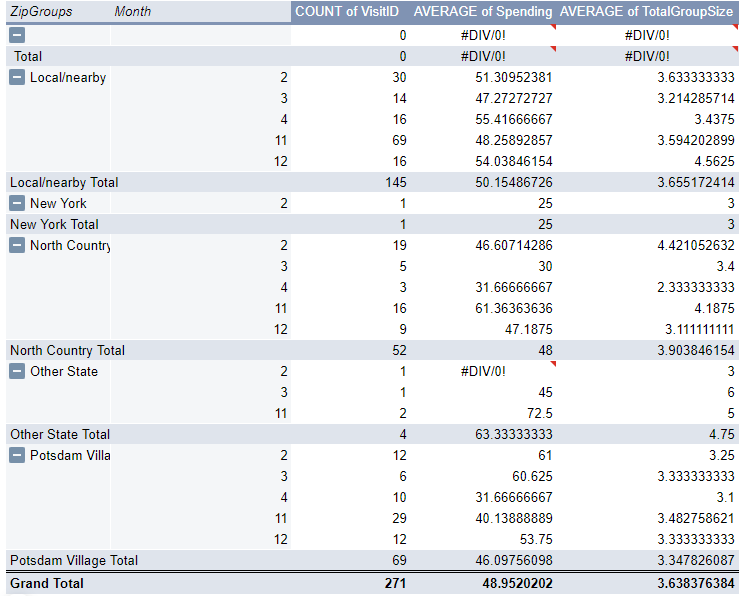 ZipGroups Month COUNT of VisitID AVERAGE of Spending AVERAGE of TotalGroupSize
0 #DIV/0! #DIV/0!
Total 0 #DIV/0! #DIV/0!
Local/nearby 2 30 51.30952381 3.633333333
3 14 47.27272727 3.214285714
4 16 55.41666667 3.4375
11 69 48.25892857 3.594202899
12 16 54.03846154 4.5625
Local/nearby Total 145 50.15486726 3.655172414
New York 2 1 25 3
New York Total 1 25 3
North Country 2 19 46.60714286 4.421052632
3 5 30 3.4
4 3 31.66666667 2.333333333
11 16 61.36363636 4.1875
12 9 47.1875 3.111111111
North Country Total 52 48 3.903846154
Other State 2 1 #DIV/0! 3
3 1 45 6
11 2 72.5 5
Other State Total 4 63.33333333 4.75
Potsdam Villa 2 12 61 3.25
3 6 60.625 3.333333333
4 10 31.66666667 3.1
11 29 40.13888889 3.482758621
12 12 53.75 3.333333333
Potsdam Village Total 69 46.09756098 3.347826087
Grand Total 271 48.9520202 3.638376384